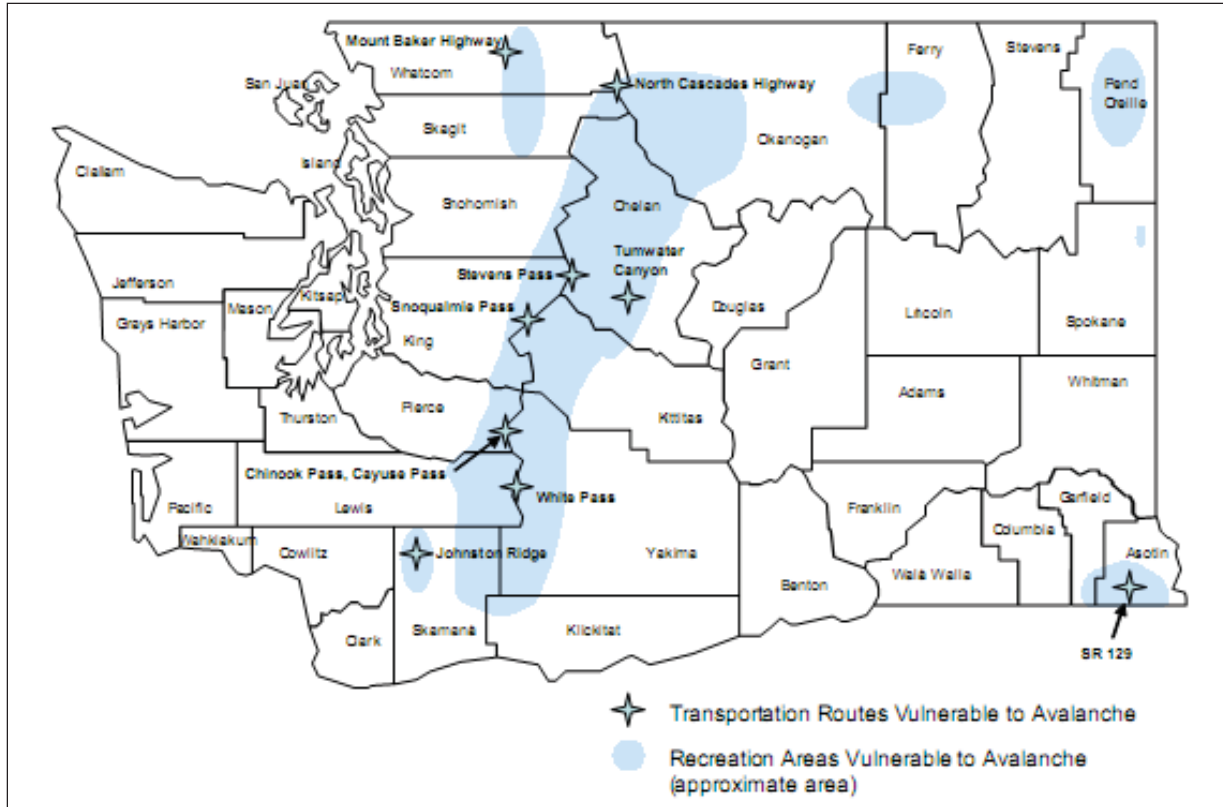 Mount Baker Highway
Ferry
Stevens
Whatcom
San Juan
North Cascades Highway
Pend
Oreille
Skagit
Okanogan
Island
Clallam
Snohomish
Chelan
Tumwater
Canyon
Stevens Pass
Jefferson
Kitsap
Mason
Snoqualmie Pass
Douglas
Lincoln
Grays Harbor
Spokane
King
Grant
Whitman
Pierce
Adams
Thurston
Kittitas
Chinook Pass, Cayuse Pass
White Pass
Pacific
Lewis
Franklin
Garfield
Wahkiakum
Cowlitz
Johnston Ridge
Yakima
Columbia
Asotin
Walla Walla
Benton
Clark
Skamana
Klickitat
SR 129
Transportation Routes Vulnerable to Avalanche
Recreation Areas Vulnerable to Avalanche
(approximate area)